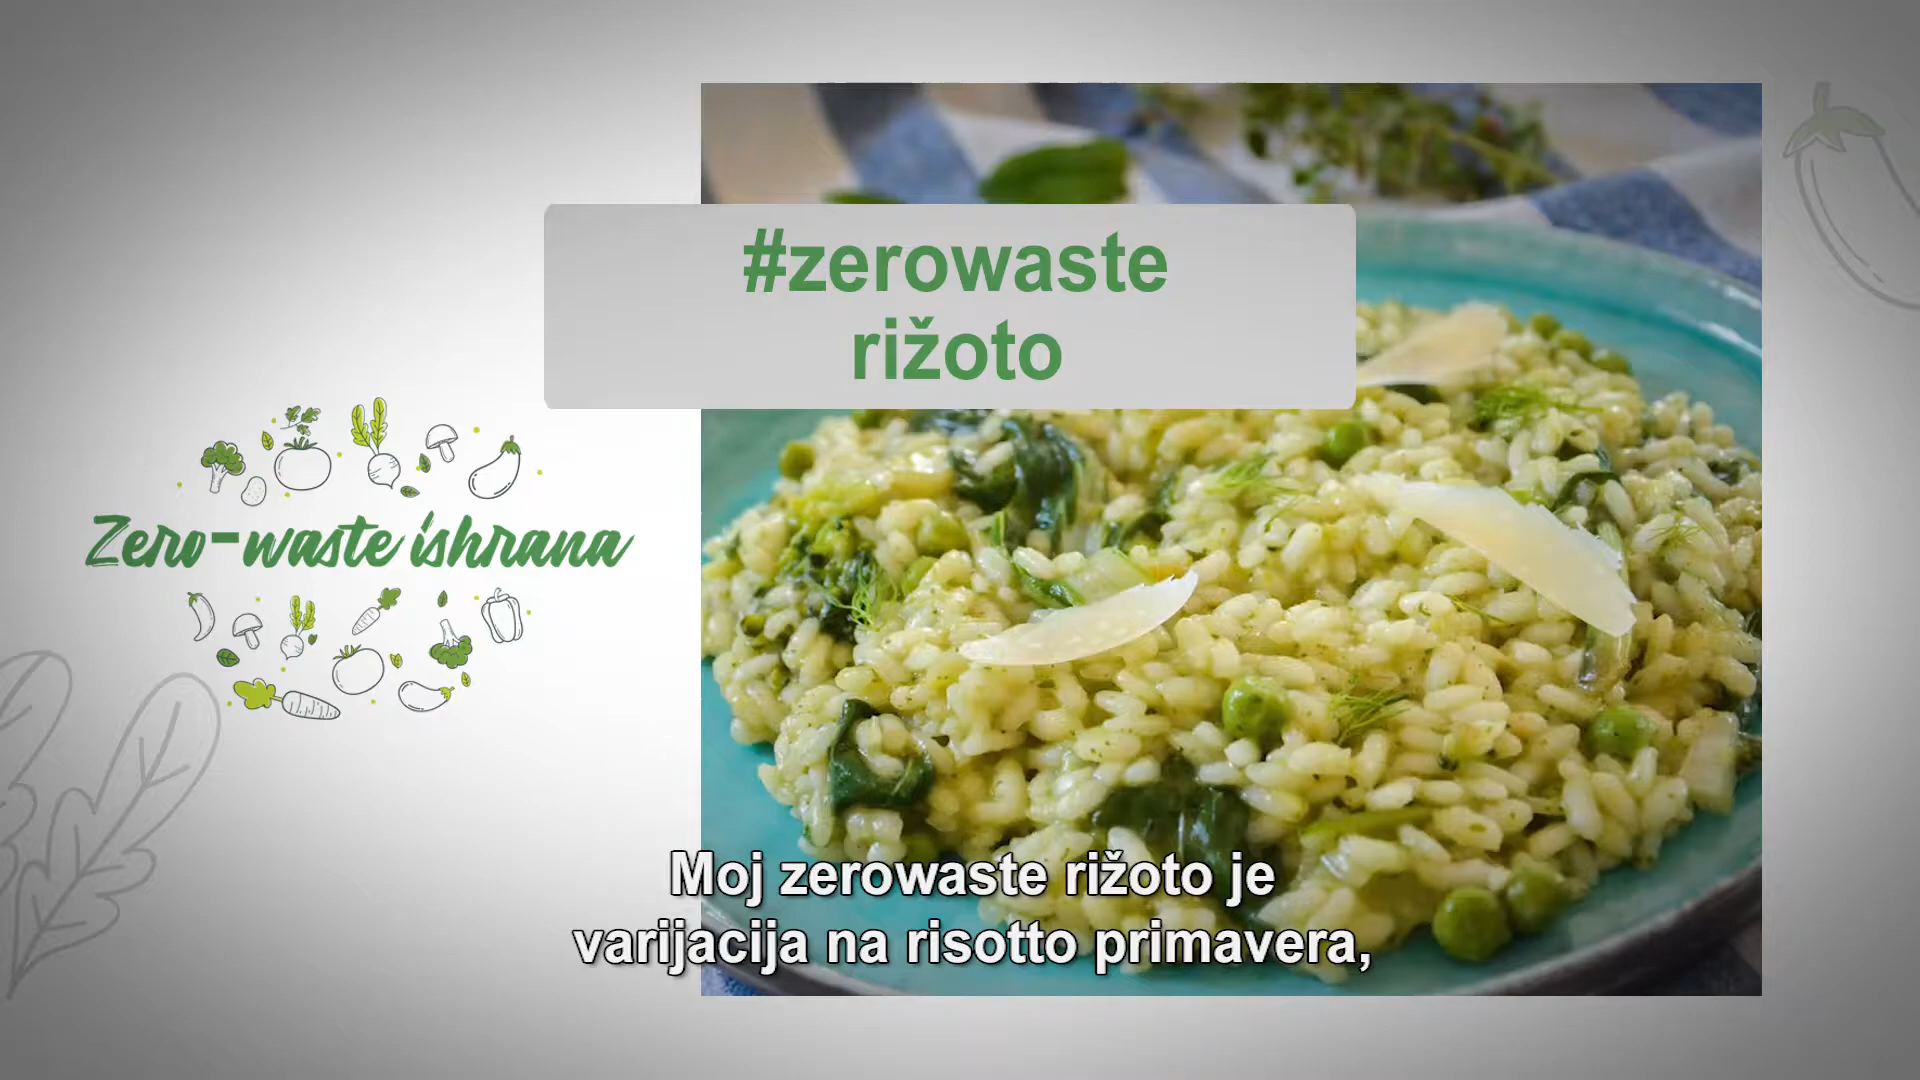 #zerowaste
rižoto
Zero-waste ishrana
Moj zerowaste rižoto je
varijacija na risotto primavera,